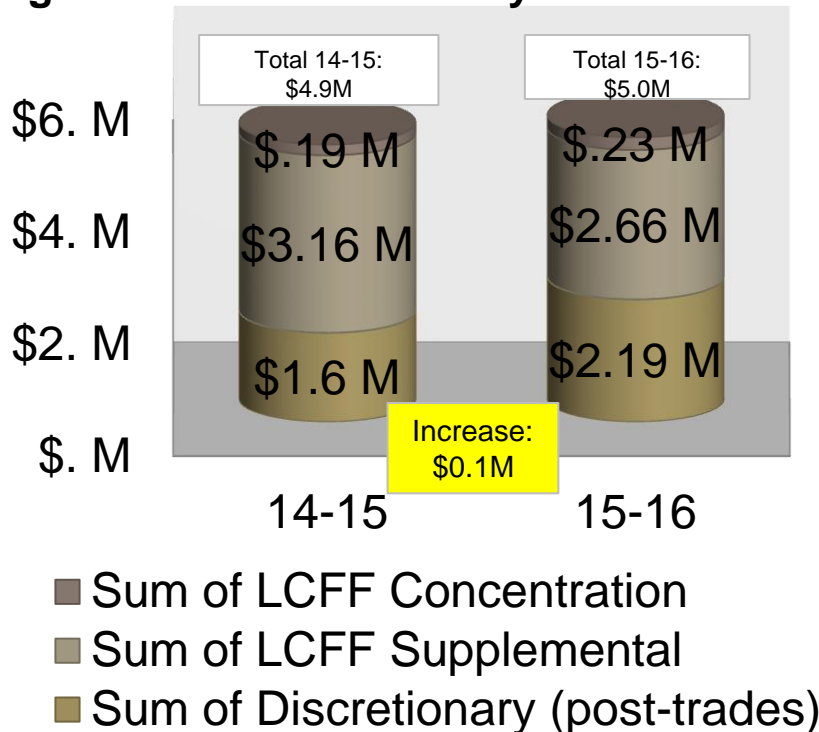 Total 14-15:
$4.9M
Total 15-16:
$5.0M
$6. M
$4. M
$2. M
$. M
$.19 M
$3.16 M
$1.6 M
$.23 M
$2.66 M
$2.19 M
Increase:
$0.1M
14-15
15-16
Sum of LCFF Concentration
Sum of LCFF Supplemental
Sum of Discretionary (post-trades)